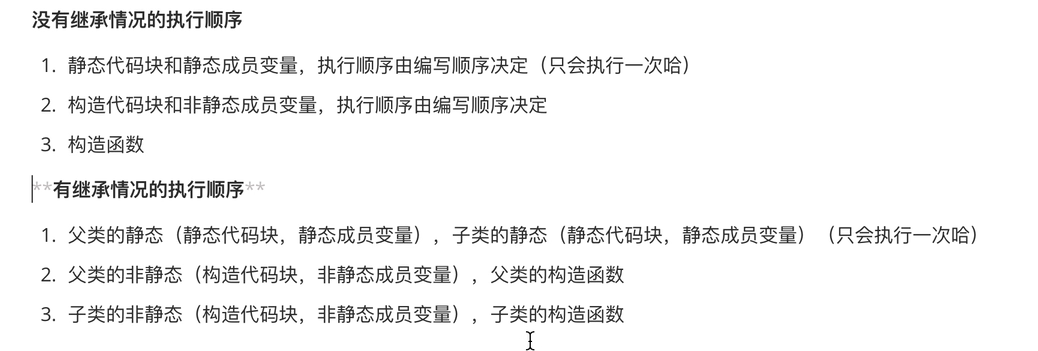 没有继承情况的执行顺序
1. 静态代码块和静态成员变量，执行顺序由编写顺序决定（只会执行一次哈）
2. 构造代码块和非静态成员变量，执行顺序由编写顺序决定
3. 构造函数
**有继承情况的执行顺序**
1. 父类的静态（静态代码块，静态成员变量），子类的静态（静态代码块，静态成员变量）（只会执行一次哈）
2. 父类的非静态（构造代码块，非静态成员变量），父类的构造函数
3. 子类的非静态（构造代码块，非静态成员变量），子类的构造函数